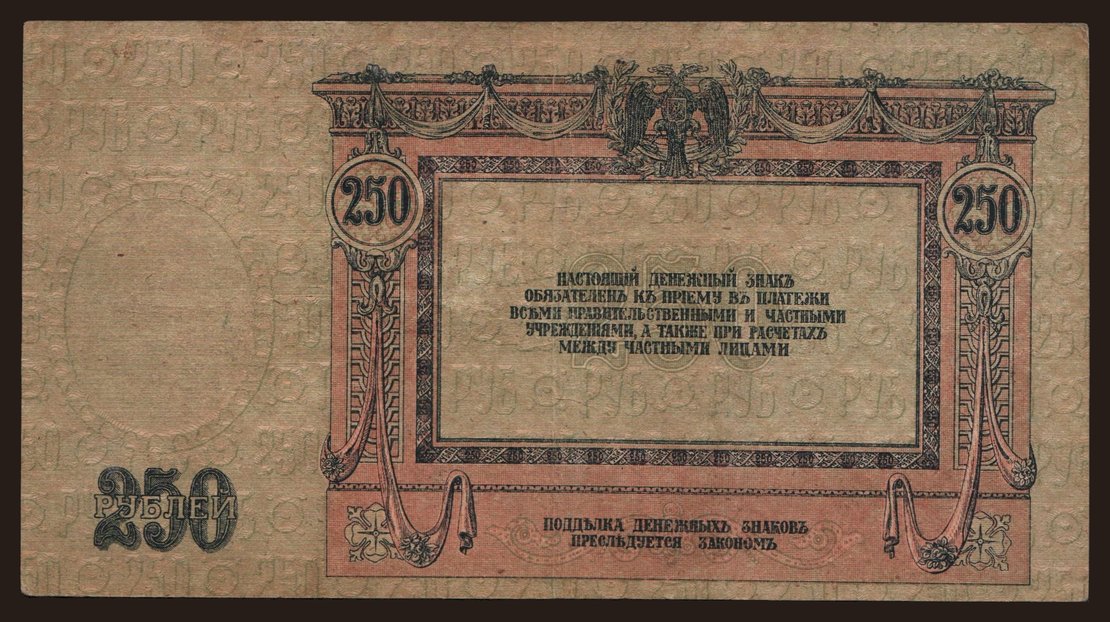 250
250
НАСТОЯЩІЙ ДЕНЕЖНЫЙ ЗНАКЪ
ОБЯЗАТЕЛЕНЪ КЪ ПРІЕМУ ВЪ ПЛАТЕЖИ
ВСѢМИ ПРАВИТЕЛЬСТВЕННЫМИ И ЧАСТНЫМИ
УЧРЕЖДЕНІЯМИ, А ТАКЖЕ ПРИ РАСЧЕТАХЪ
МЕЖДУ ЧАСТНЫМИ ЛИЦАМИ
250
РУБЛЕЙ
ПОДДѢЛКА ДЕНЕЖНЫХЪ ЗНАКОВЪ
ПРЕСЛѢДУЕТСЯ ЗАКОНОМЪ